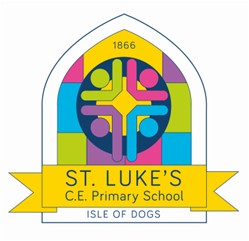 1866
ST. LUKE'S
C.E. Primary School
ISLE OF DOGS